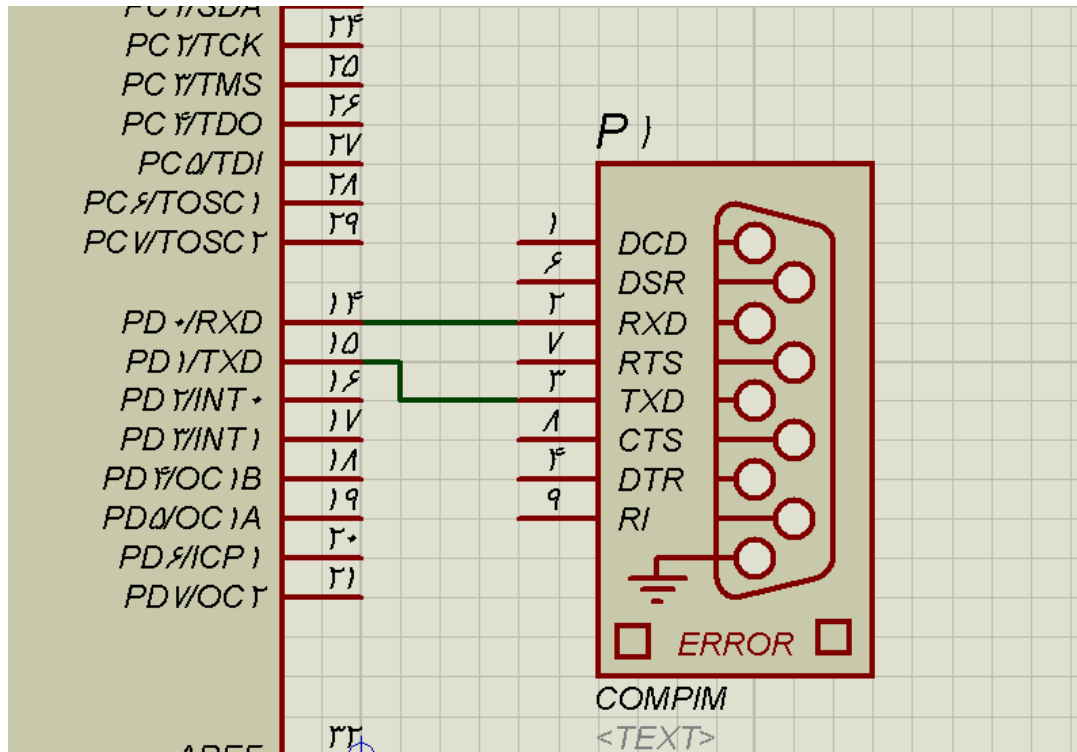 PC۱/SDA
۲۴
PC۲/TCK
۲۵
PC۳/TMS
۲۶
PC۴/TDO
۲۷
PC۵/TDI
۲۸
PC۶/TOSC۱
۲۹
PC۷/TOSC۲
۱۴
PD۰/RXD
۱۵
PD۱/TXD
۱۶
PD۲/INT۰
۱۷
PD۳/INT۱
۱۸
PD۴/OC۱B
۱۹
PD۵/OC۱A
۲۰
PD۶/ICP۱
۲۱
PD۷/OC۲
۳۲
AREF
P۱
۱
DCD
۶
DSR
۲
RXD
۷
RTS
۳
TXD
۸
CTS
۴
DTR
۹
RI
ERROR
COMPIM
<TEXT>